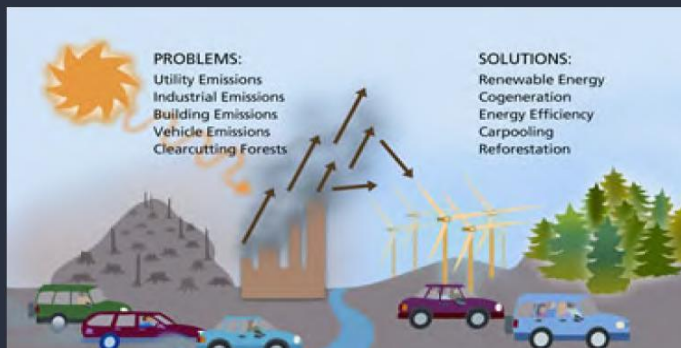 PROBLEMS:
Utility Emissions
Industrial Emissions
Building Emissions
Vehicle Emissions
Clearcutting Forests
SOLUTIONS:
Renewable Energy
Cogeneration
Energy Efficiency
Carpooling
Reforestation